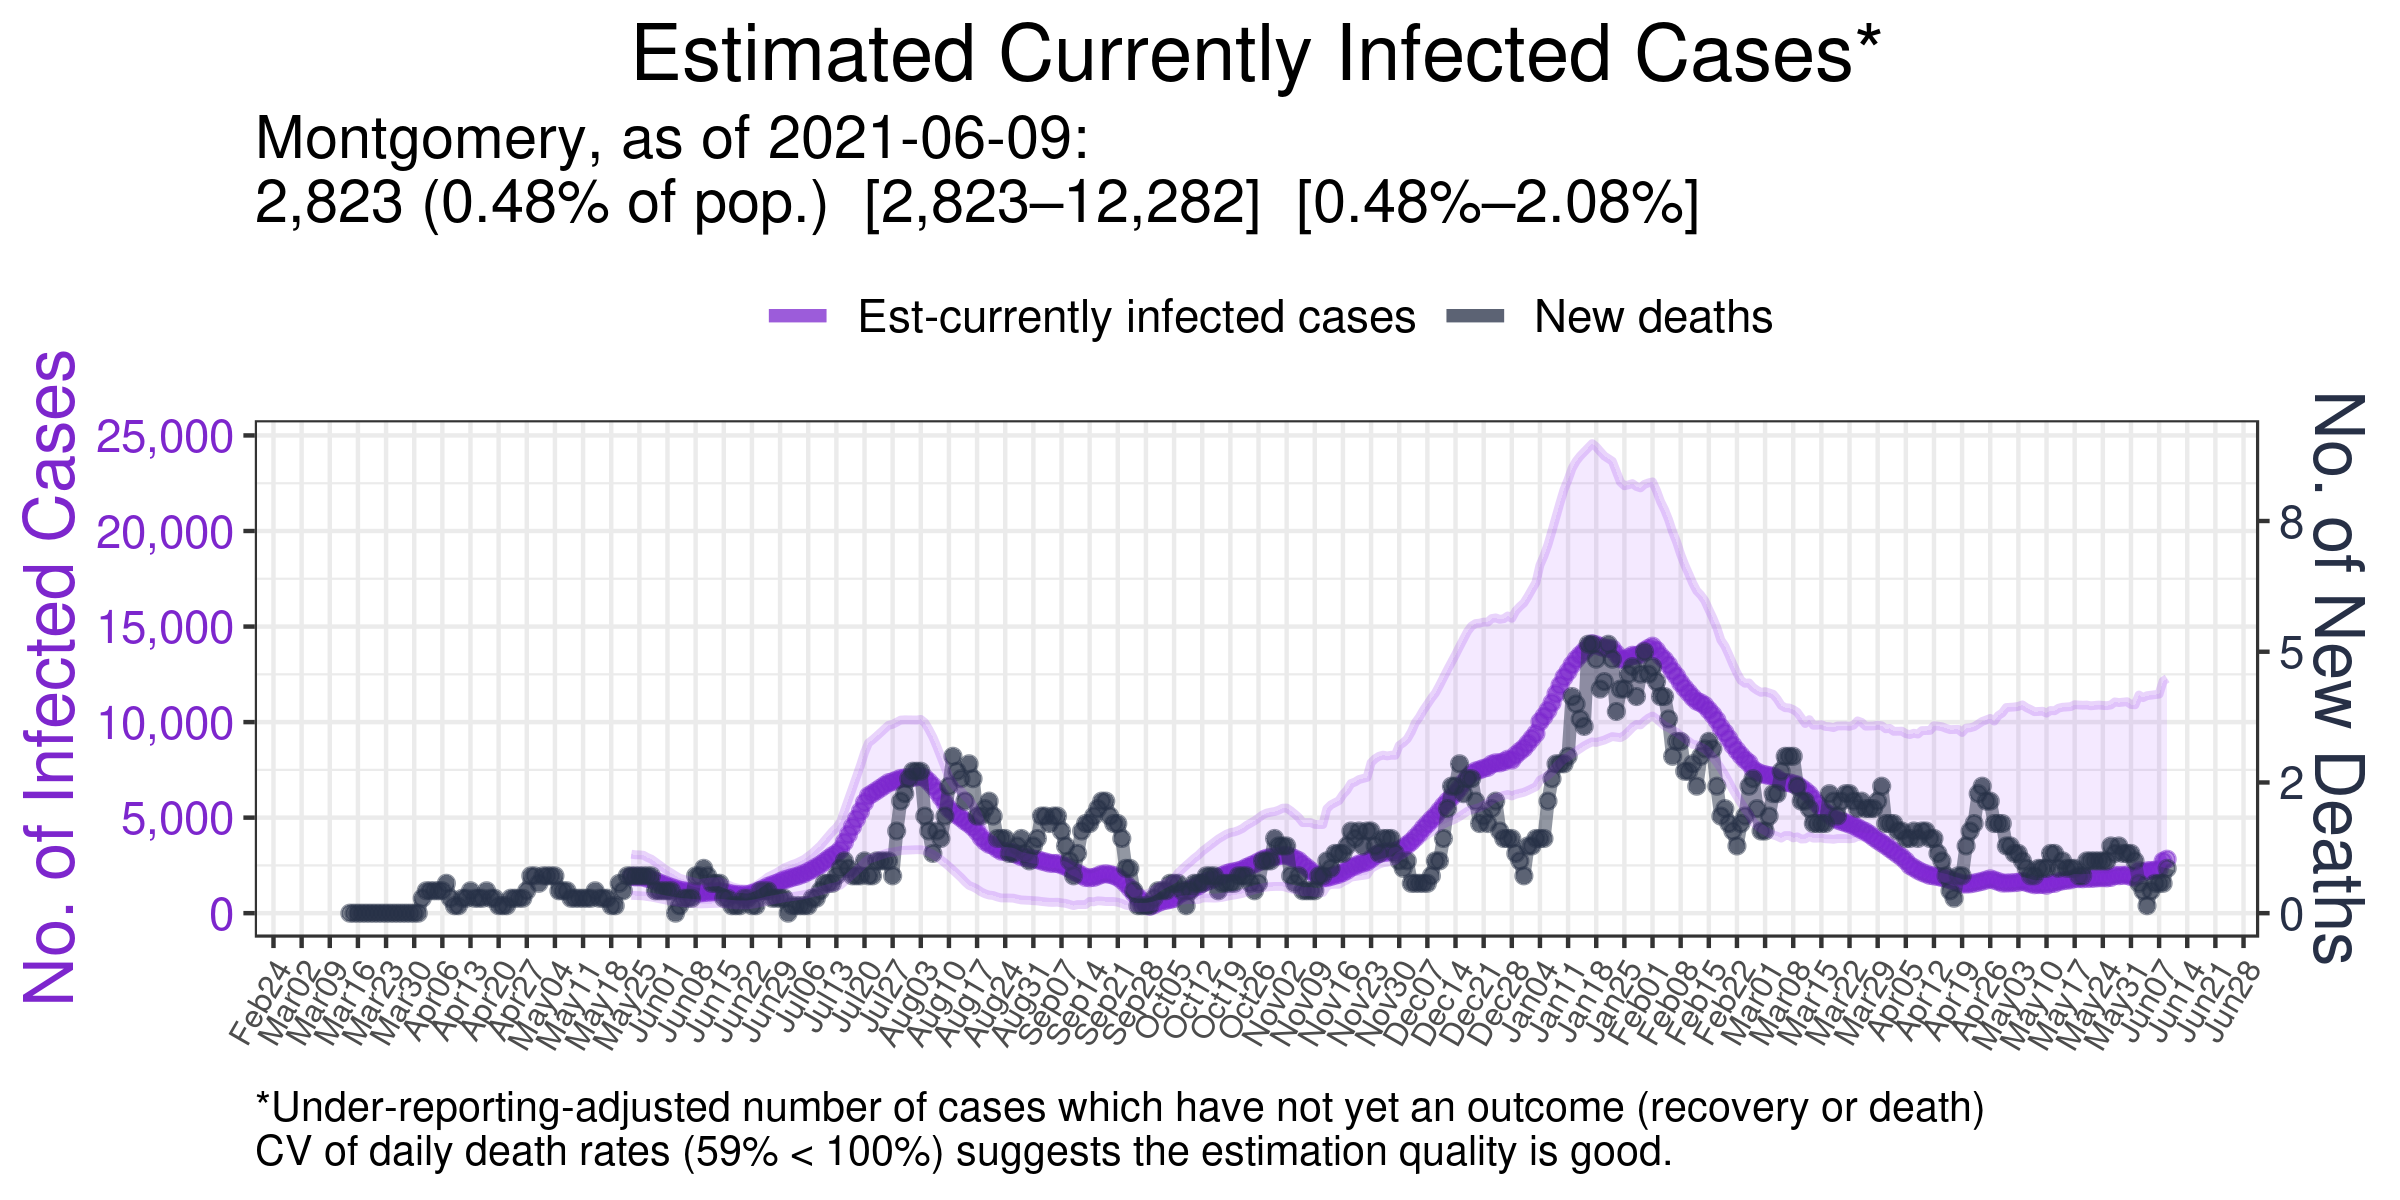 Estimated Currently Infected Cases*
Montgomery, as of 2021-06-09:
2,823 (0.48% of pop.) [2,823–12,282] [0.48%–2.08%]
Est-currently infected cases
New deaths
No. of Infected Cases
25,000
20,000
15,000
10,000
5,000
0
8
5
2
0
No. of New Deaths
Feb24
Mar02
Mar09
Mar16
Mar23
Mar30
Apr06
Apr13
Apr20
Apr27
May04
May11
May18
May25
Jun01
Jun08
Jun15
Jun22
Jun29
Jul06
Jul13
Jul20
Jul27
Aug03
Aug10
Aug17
Aug24
Aug31
Sep07
Sep14
Sep21
Sep28
Oct05
Oct12
Oct19
Oct26
Nov02
Nov09
Nov16
Nov23
Nov30
Dec07
Dec14
Dec21
Dec28
Jan04
Jan11
Jan18
Jan25
Feb01
Feb08
Feb15
Feb22
Mar01
Mar08
Mar15
Mar22
Mar29
Apr05
Apr12
Apr19
Apr26
May03
May10
May17
May24
May31
Jun07
Jun14
Jun21
Jun28
*Under-reporting-adjusted number of cases which have not yet an outcome (recovery or death)
CV of daily death rates (59% < 100%) suggests the estimation quality is good.